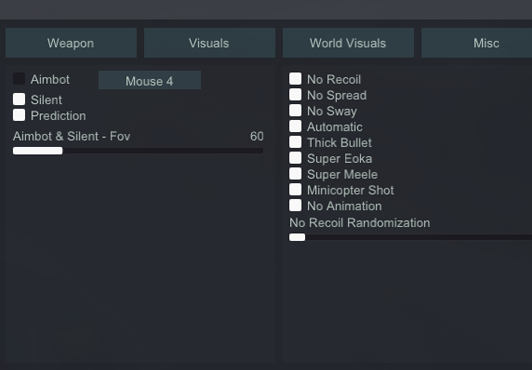 Weapon
Visuals
World Visuals
Misc
Aimbot
Mouse 4
Silent
Prediction
Aimbot & Silent - Fov
60
No Recoil
No Spread
No Sway
Automatic
Thick Bullet
Super Eoka
Super Meele
Minicopter Shot
No Animation
No Recoil Randomization